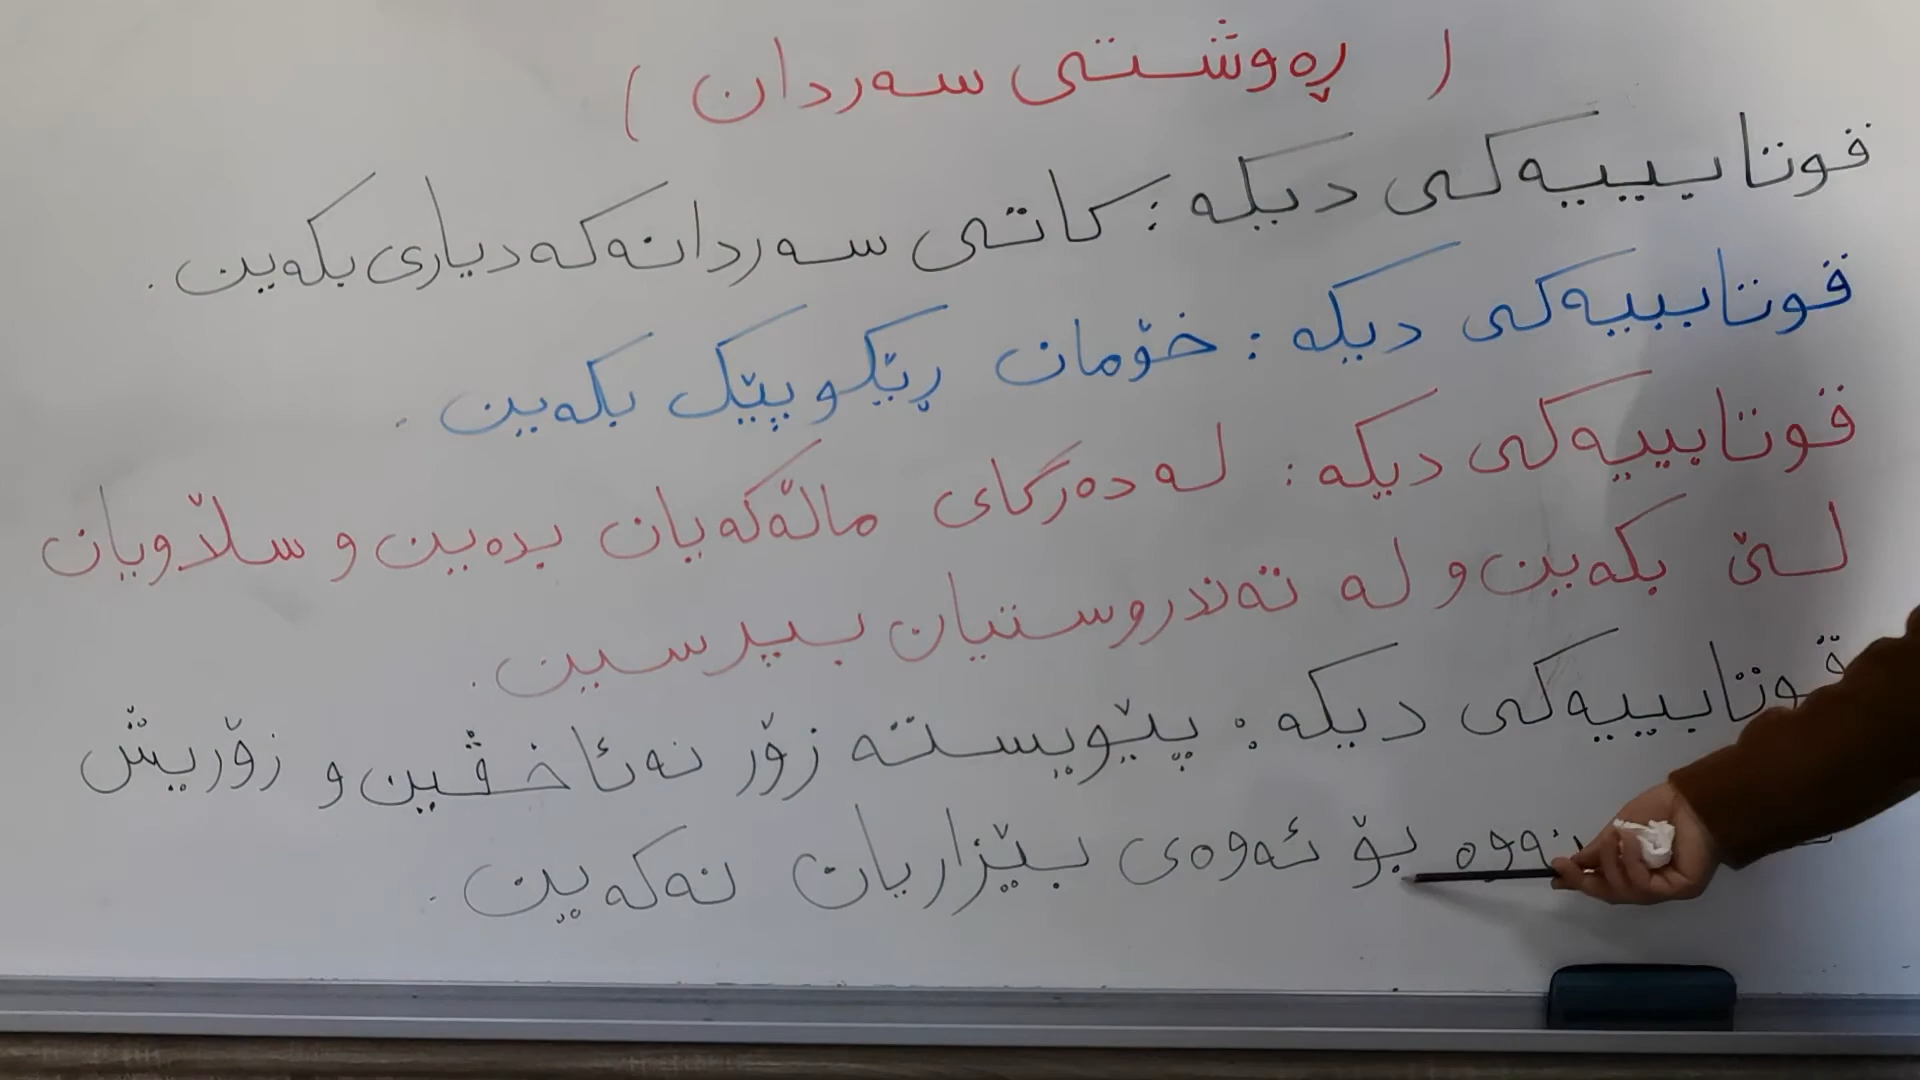 ( ڕەوشتی سەردان )
قوتابییەکی دیکە: کاتی سەردانەکە دیاری بکەین.
قوتابییەکی دیکە: خۆمان ڕێکوپێک بکەین.
قوتابییەکی دیکە: لە دەرگای ماڵەکەیان بدەین و سڵاویان
لێ بکەین و لە تەندروستیان بپرسین.
قوتابییەکی دیکە: پێویستە زۆر نەئاخڤین و زۆریش
بۆ ئەوەی بێزاریان نەکەین.